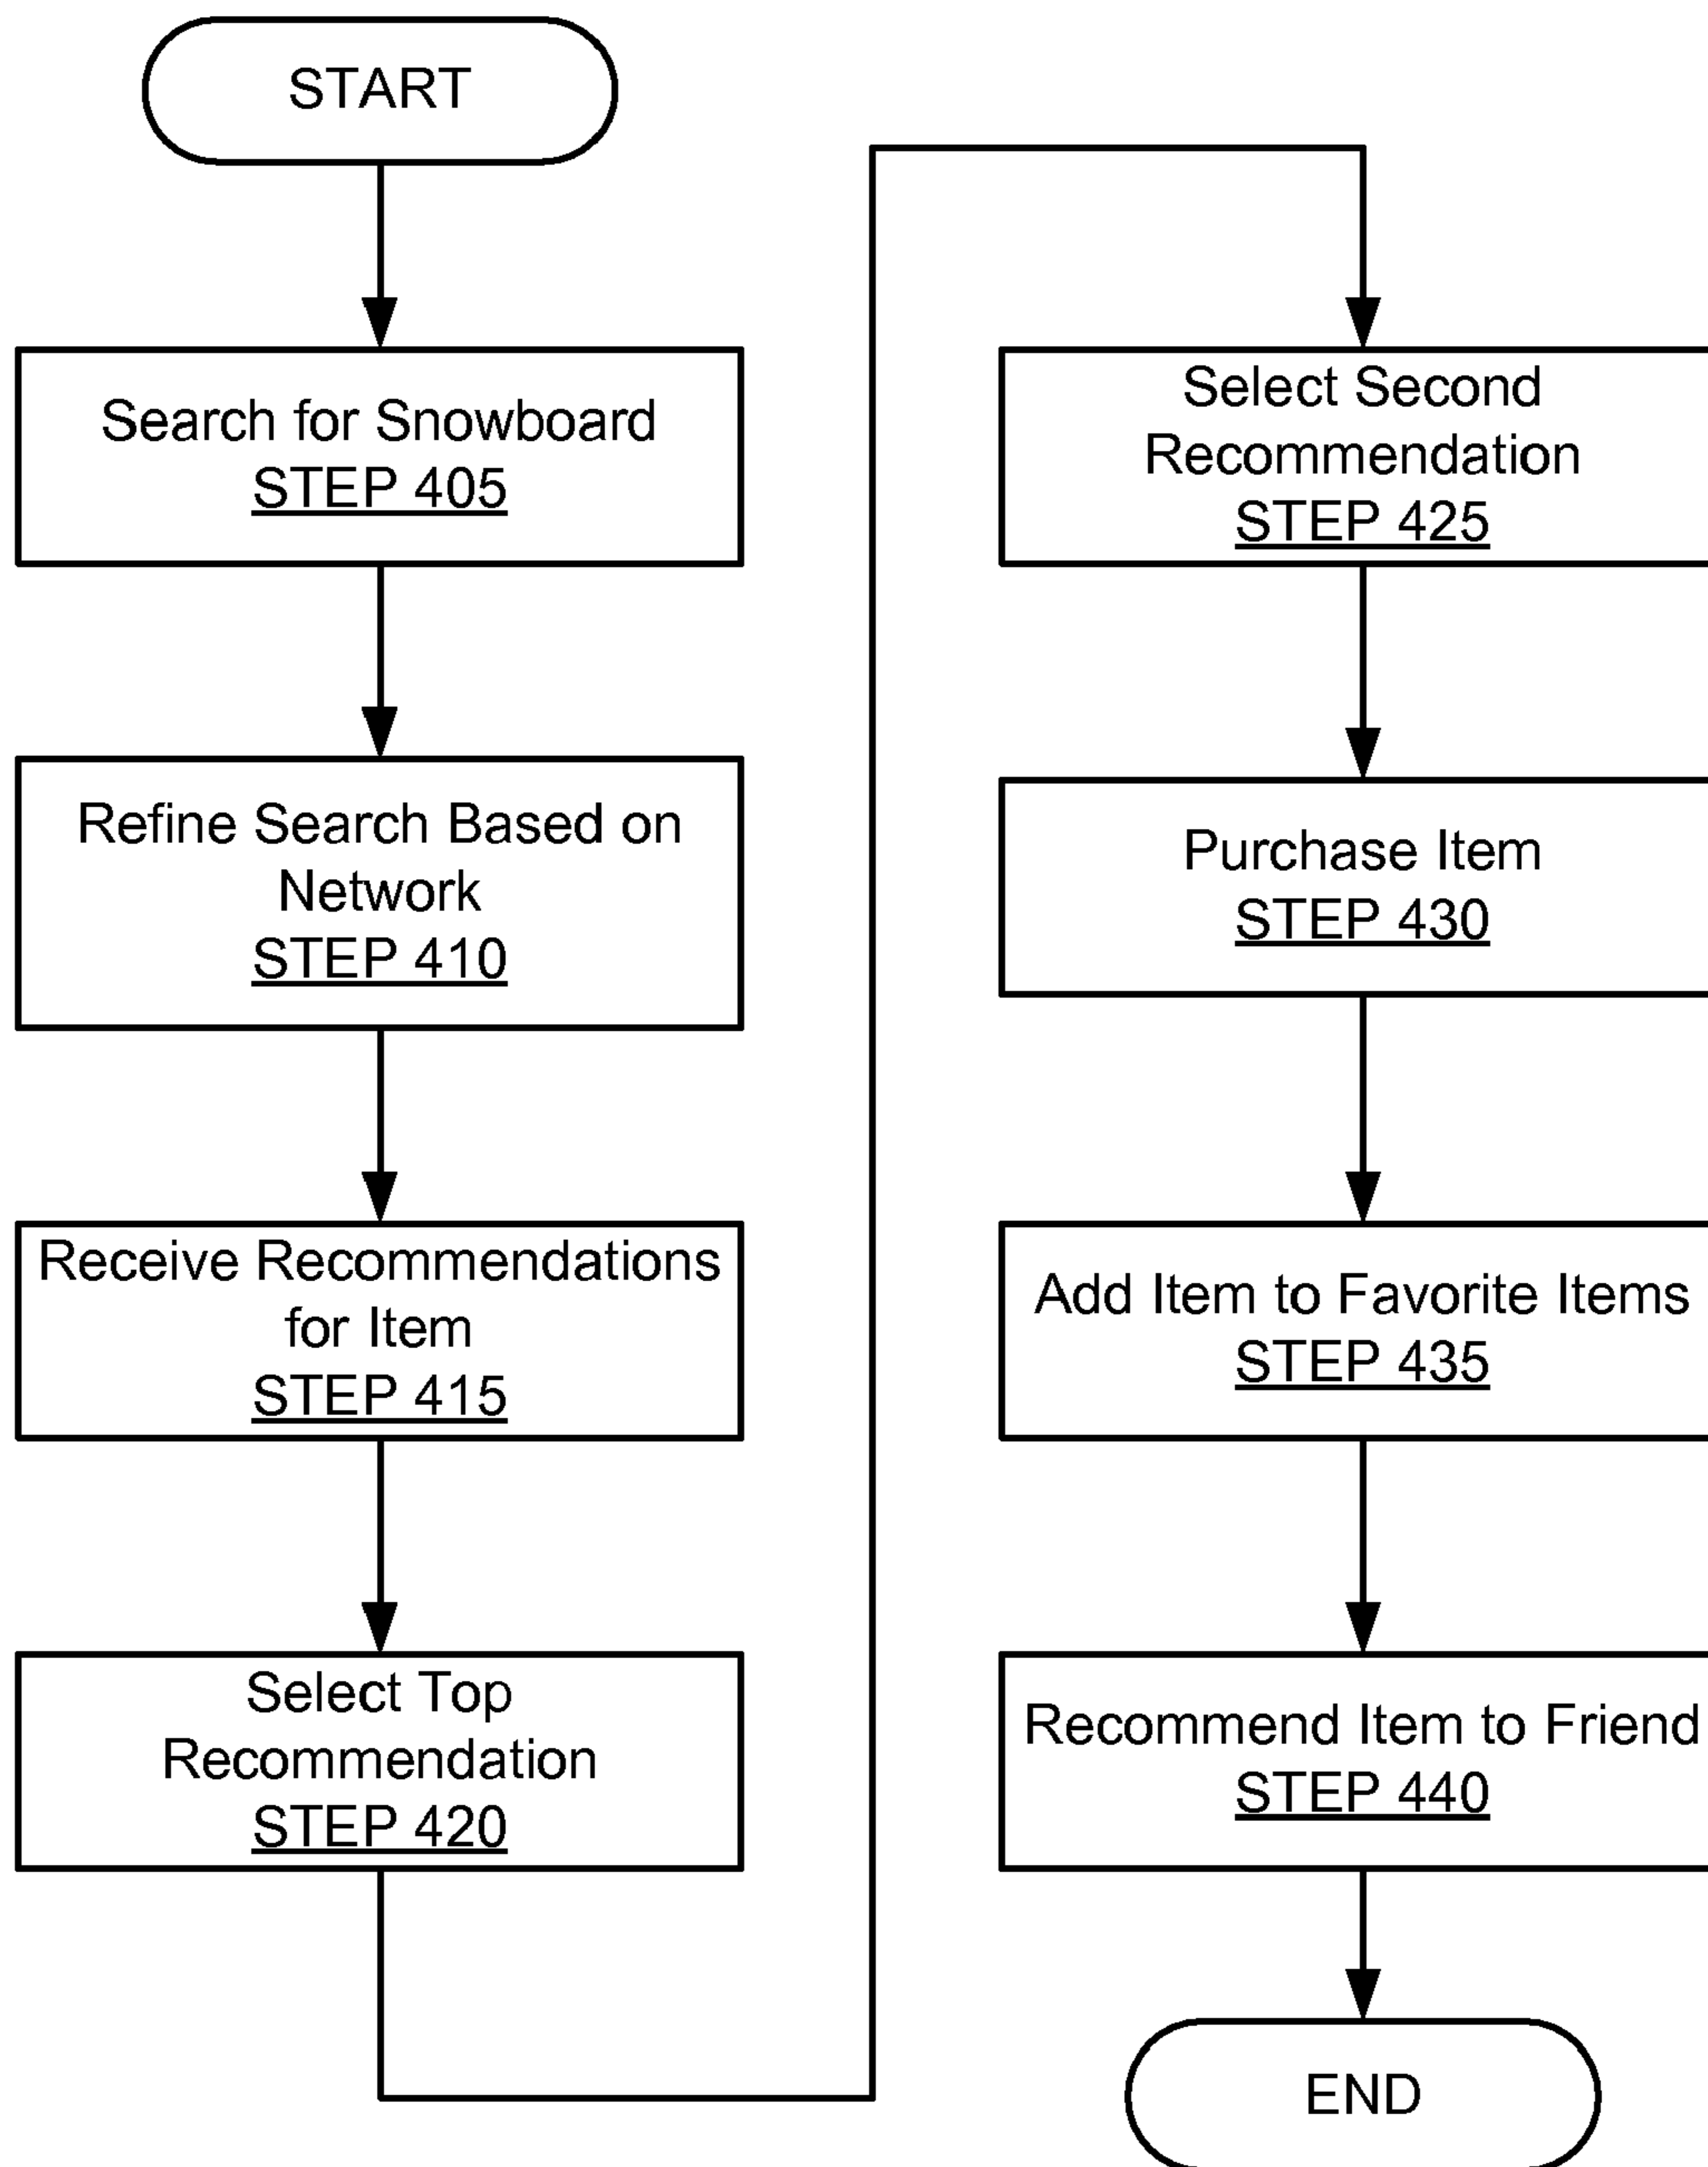 START
Search for Snowboard
STEP 405
Refine Search Based on
Network
STEP 410
Receive Recommendations
for Item
STEP 415
Select Top
Recommendation
STEP 420
Select Second
Recommendation
STEP 425
Purchase Item
STEP 430
Add Item to Favorite Items
STEP 435
Recommend Item to Friend
STEP 440
END